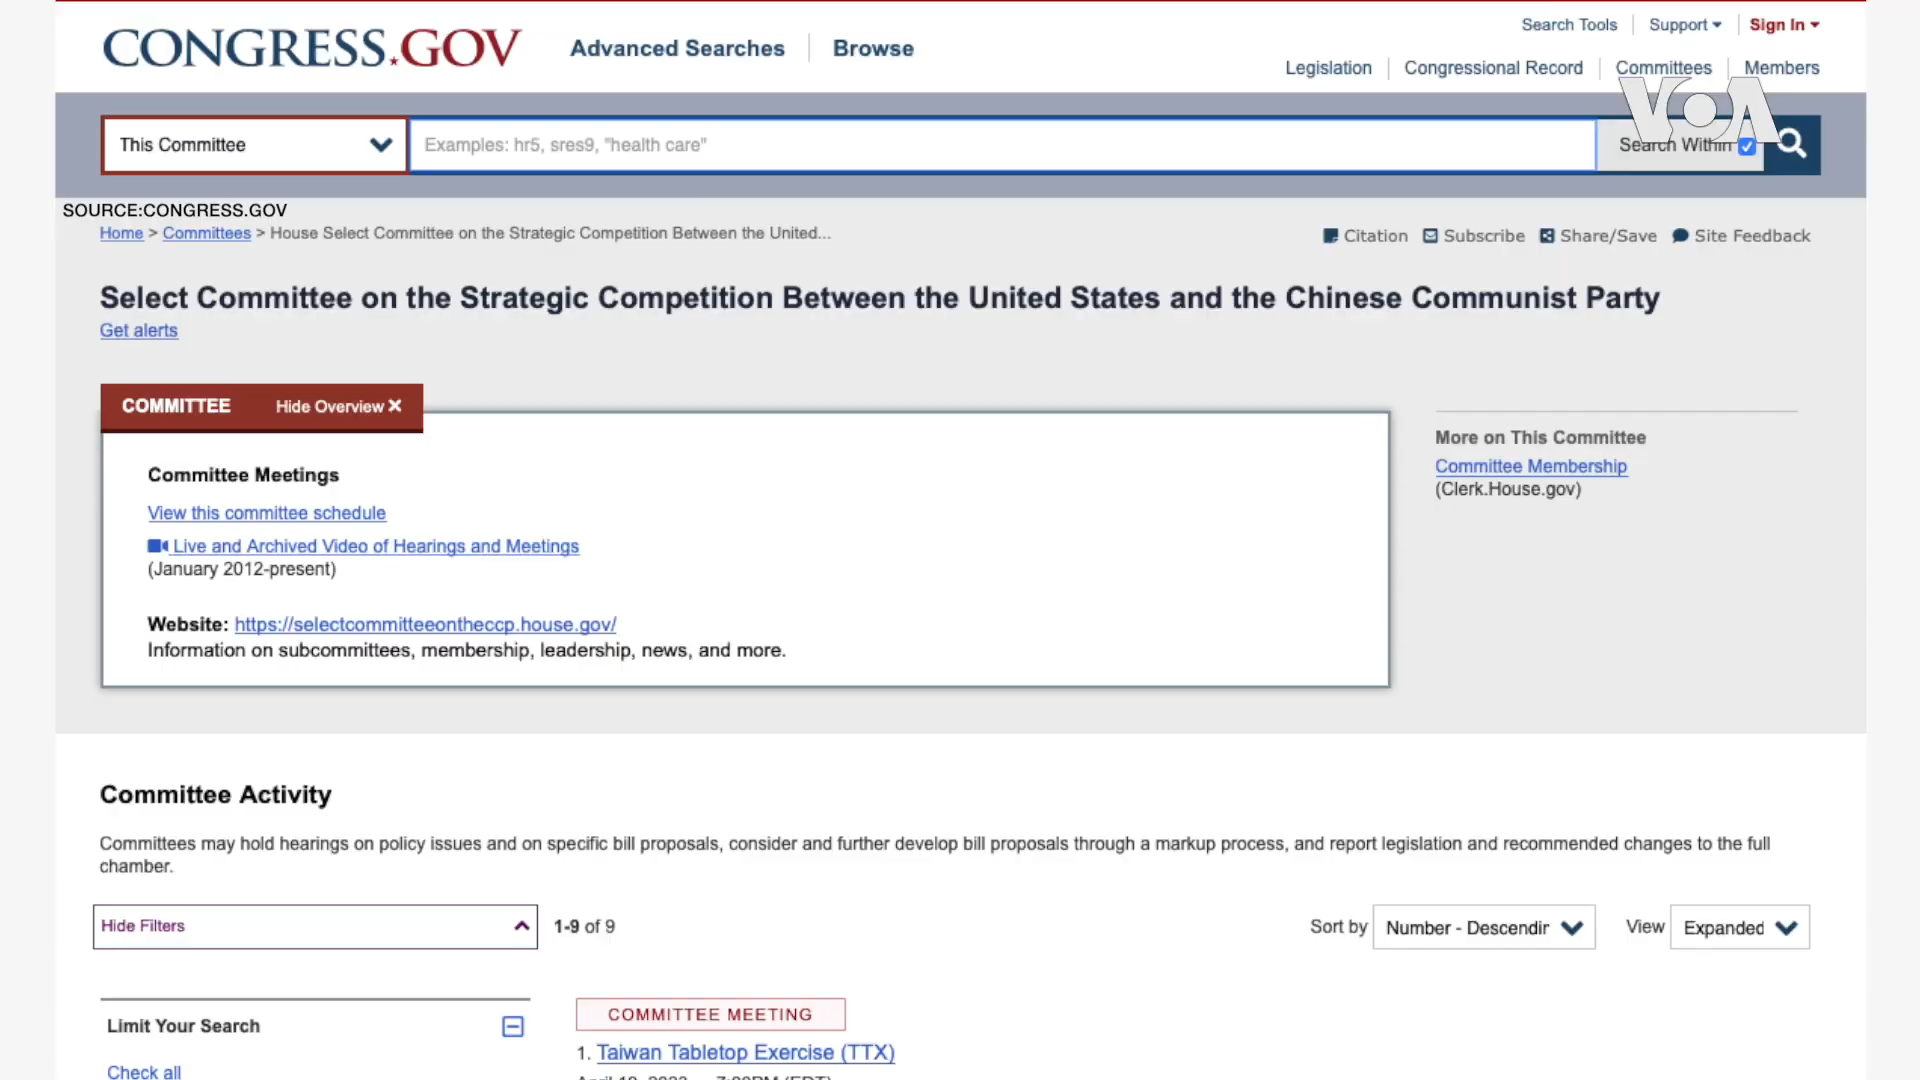 CONGRESS.GOV
Advanced Searches
Browse
Search Tools
Support
Sign In
Legislation
Congressional Record
Committees
Members
VOA
This Committee
Examples: hr5, sres9, "health care"
Search Within
SOURCE:CONGRESS.GOV
Home > Committees > House Select Committee on the Strategic Competition Between the United...
Citation
Subscribe
Share/Save
Site Feedback
Select Committee on the Strategic Competition Between the United States and the Chinese Communist Party
Get alerts
COMMITTEE
Hide Overview
Committee Meetings
View this committee schedule
Live and Archived Video of Hearings and Meetings
(January 2012-present)
Website: https://selectcommitteeontheccp.house.gov/
Information on subcommittees, membership, leadership, news, and more.
More on This Committee
Committee Membership
(Clerk.House.gov)
Committee Activity
Committees may hold hearings on policy issues and on specific bill proposals, consider and further develop bill proposals through a markup process, and report legislation and recommended changes to the full
chamber.
Hide Filters
1-9 of 9
Sort by
Number - Descendin
View
Expanded
Limit Your Search
Check all
COMMITTEE MEETING
1. Taiwan Tabletop Exercise (TTX)